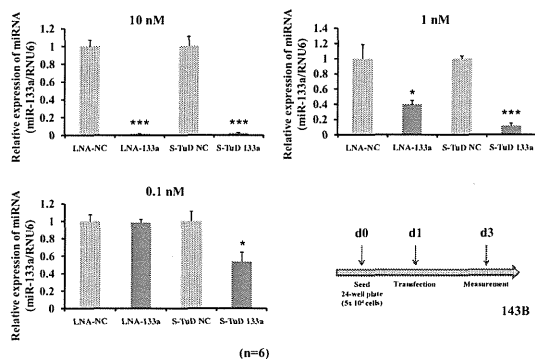 10 nM
Relative expression of miRNA
(miR-133a/RNU6)
1.2
1
0.8
0.6
0.4
0.2
0
***
***
LNA-NC
LNA-133a
S-TuD NC
S-TuD 133a
1 nM
Relative expression of miRNA
(miR-133a/RNU6)
1.4
1.2
1
0.8
0.6
0.4
0.2
0
*
***
LNA-NC
LNA-133a
S-TuD NC
S-TuD 133a
0.1 nM
Relative expression of miRNA
(miR-133a/RNU6)
1.2
1
0.8
0.6
0.4
0.2
0
*
LNA-NC
LNA-133a
S-TuD NC
S-TuD 133a
d0 d1 d3
Seed Transfection Measurement
24-well plate
(5x 10⁴ cells)
143B
(n=6)